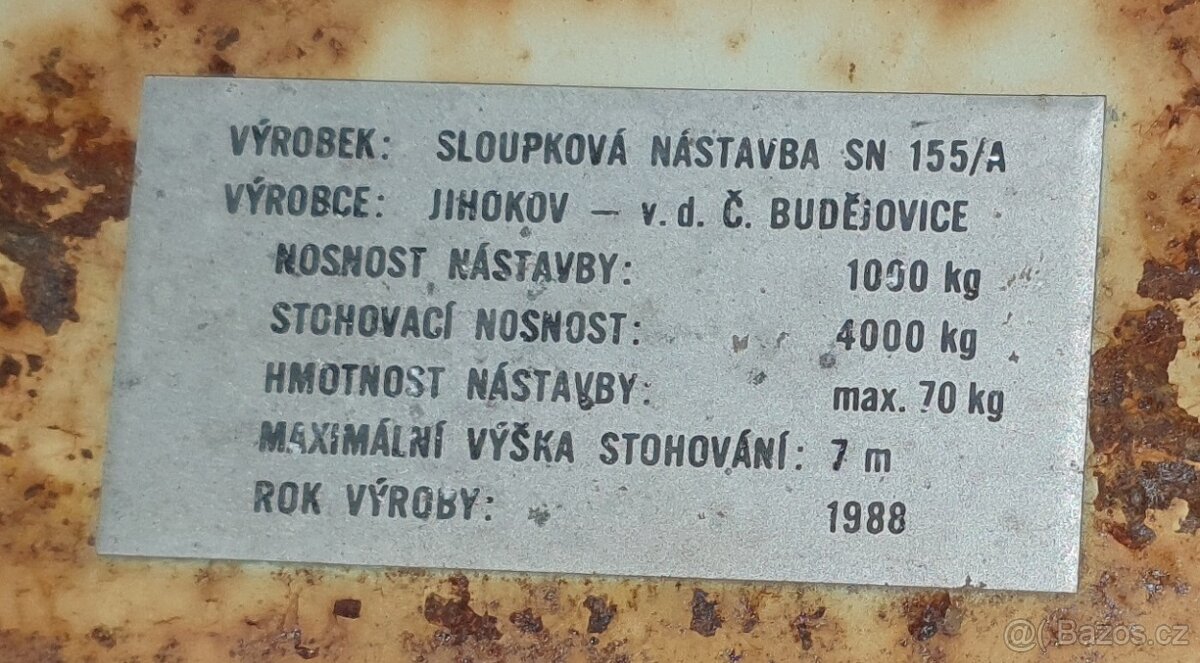 VÝROBEK: SLOUPKOVÁ NÁSTAVBA SN 155/A
VÝROBCE: JIHOKOV – v. d. Č. BUDĚJOVICE
NOSNOST NÁSTAVBY: 1000 kg
STOHOVACÍ NOSNOST: 4000 kg
HMOTNOST NÁSTAVBY: max. 70 kg
MAXIMÁLNÍ VÝŠKA STOHOVÁNÍ: 7 m
ROK VÝROBY: 1988
@( Bazos.cz